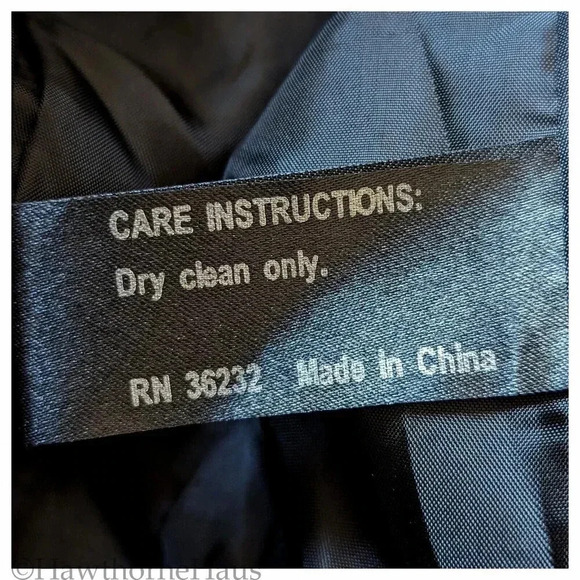 CARE INSTRUCTIONS:
Dry clean only.
RN 36232 Made in China
©HawthorneHaus